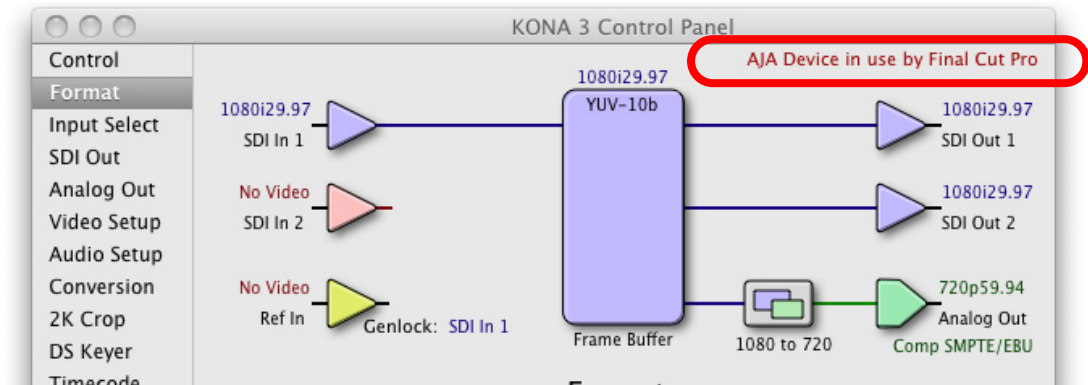 KONA 3 Control Panel
Control
Format
Input Select
SDI Out
Analog Out
Video Setup
Audio Setup
Conversion
2K Crop
DS Keyer
Timecode
AJA Device in use by Final Cut Pro
1080i29.97
SDI In 1
No Video
SDI In 2
No Video
Ref In
Genlock: SDI In 1
1080i29.97
YUV-10b
Frame Buffer
1080 to 720
1080i29.97
SDI Out 1
1080i29.97
SDI Out 2
720p59.94
Analog Out
Comp SMPTE/EBU